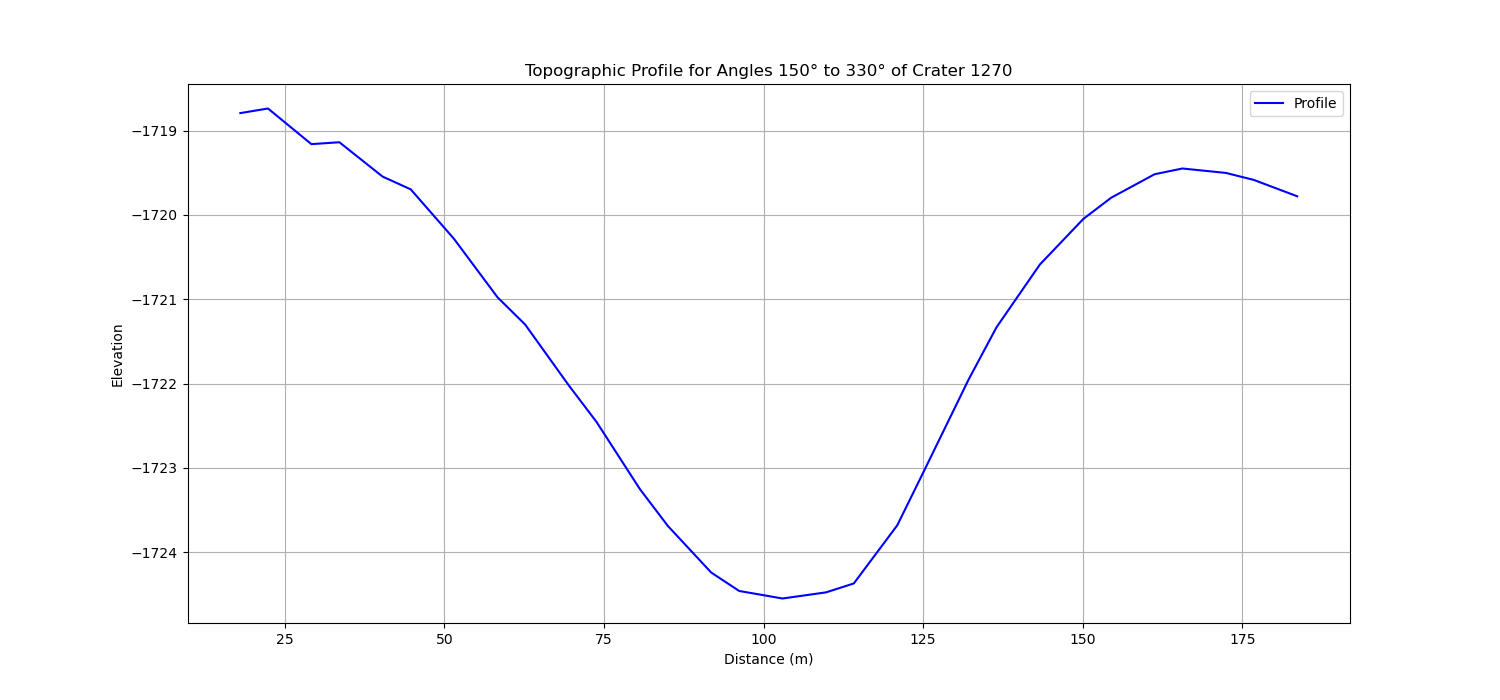 Topographic Profile for Angles 150° to 330° of Crater 1270
Profile
−1719
−1720
−1721
−1722
−1723
−1724
Elevation
25 50 75 100 125 150 175
Distance (m)